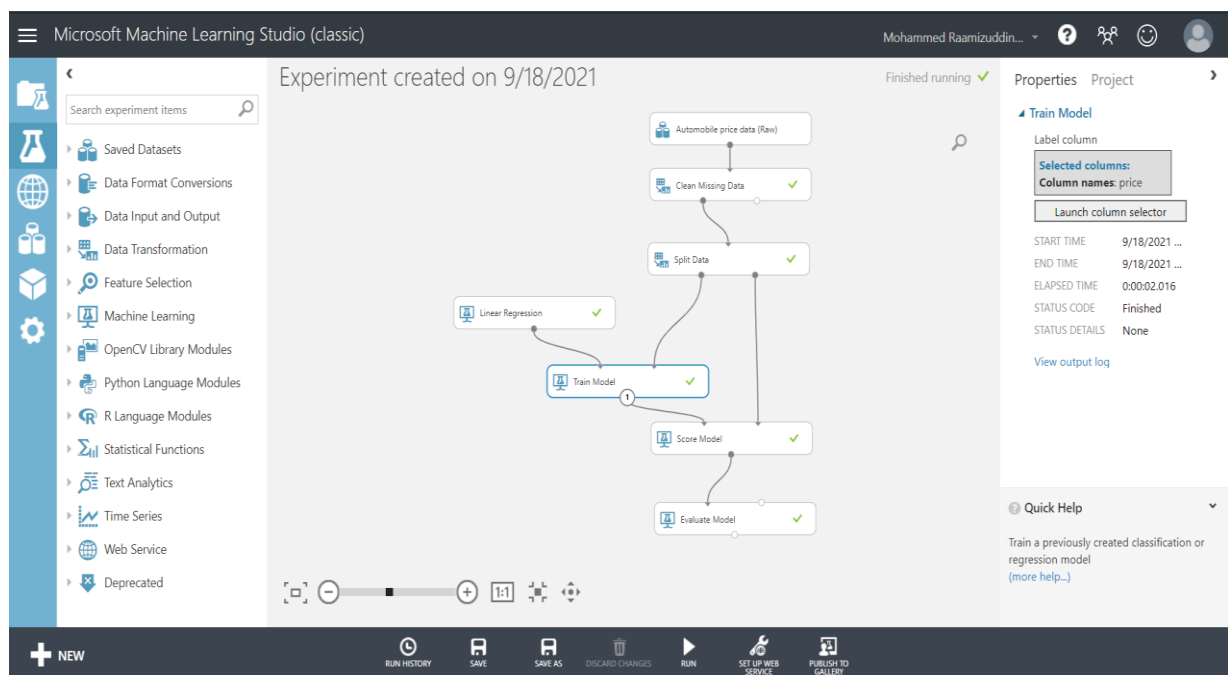 Microsoft Machine Learning Studio (classic)
Mohammed Raamizuddin...
?
Search experiment items
Saved Datasets
Data Format Conversions
Data Input and Output
Data Transformation
Feature Selection
Machine Learning
OpenCV Library Modules
Python Language Modules
R Language Modules
Statistical Functions
Text Analytics
Time Series
Web Service
Deprecated
Experiment created on 9/18/2021
Finished running
Automobile price data (Raw)
Clean Missing Data
Split Data
Linear Regression
Train Model
1
Score Model
Evaluate Model
1:1
Properties Project
Train Model
Label column
Selected columns:
Column names: price
Launch column selector
START TIME 9/18/2021 ...
END TIME 9/18/2021 ...
ELAPSED TIME 0:00:02.016
STATUS CODE Finished
STATUS DETAILS None
View output log
? Quick Help
Train a previously created classification or
regression model
(more help...)
NEW
RUN HISTORY
SAVE
SAVE AS
DISCARD CHANGES
RUN
SET UP WEB
SERVICE
PUBLISH TO
GALLERY